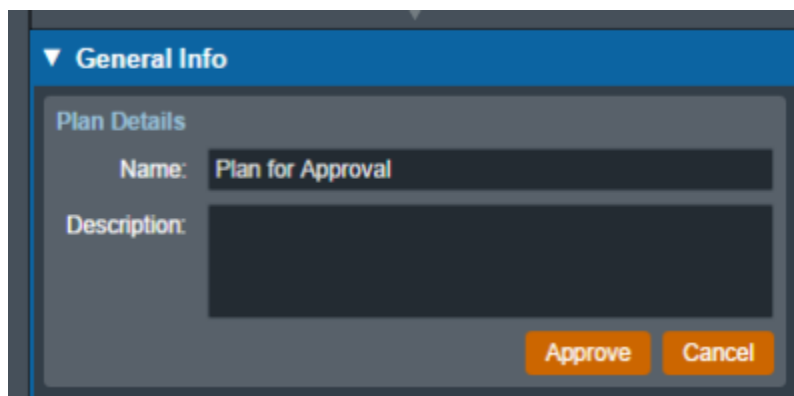 General Info
Plan Details
Name: Plan for Approval
Description:
Approve Cancel